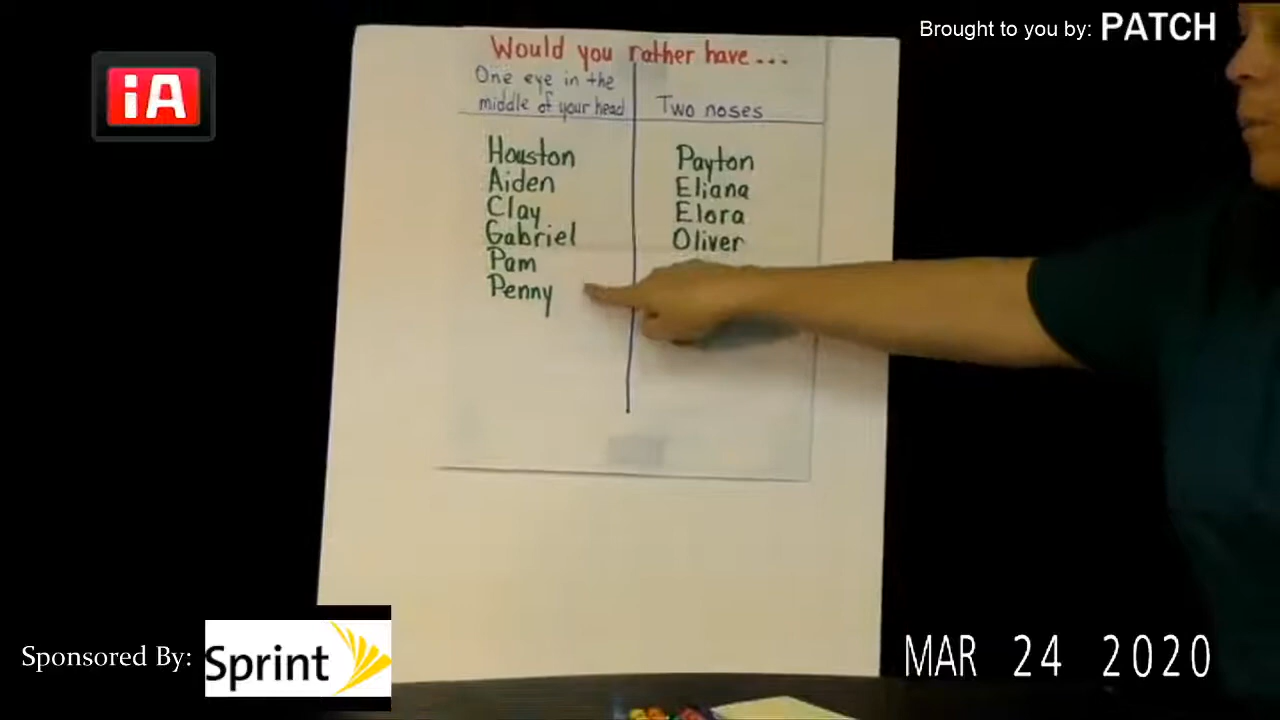 Brought to you by: PATCH
iA
Would you rather have...
One eye in the
middle of your head
Two noses
Houston
Aiden
Clay
Gabriel
Pam
Penny
Payton
Eliana
Elora
Oliver
Sponsored By: Sprint
MAR 24 2020